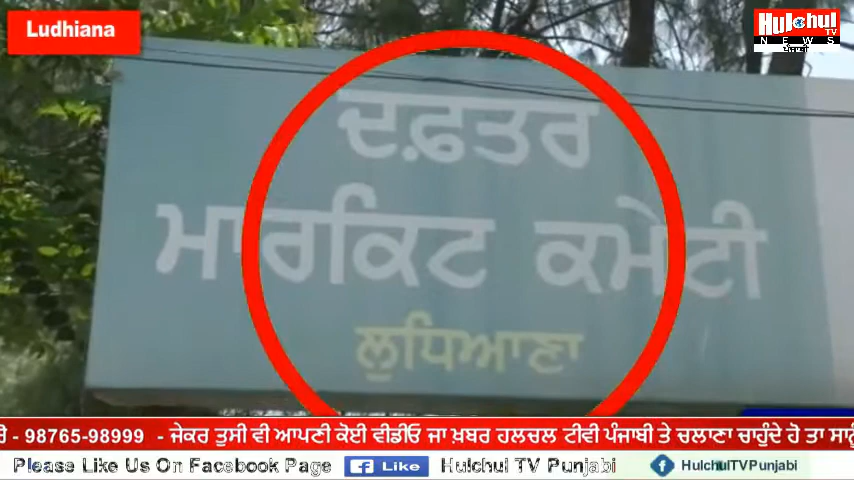 Ludhiana
Hulchul
TV
NEWS
ਪੰਜਾਬੀ
ਦਫ਼ਤਰ
ਮਾਰਕਿਟ ਕਮੇਟੀ
ਲੁਧਿਆਣਾ
- 98765-98999 - ਜੇਕਰ ਤੁਸੀ ਵੀ ਆਪਣੀ ਕੋਈ ਵੀਡੀਓ ਜਾ ਖ਼ਬਰ ਹਲਚਲ ਟੀਵੀ ਪੰਜਾਬੀ ਤੇ ਚਲਾਣਾ ਚਾਹੁੰਦੇ ਹੋ ਤਾ
Please Like Us On Facebook Page Like Hulchul TV Punjabi HulchulTVPunjabi